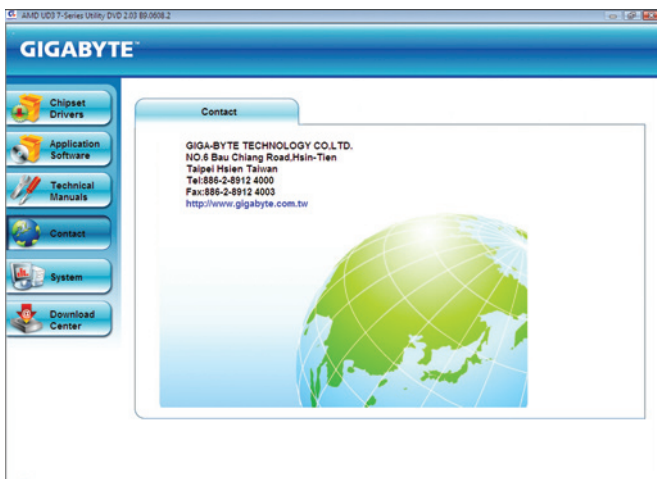 AMD UD3 7-Series Utility DVD 2.03 B9.0608.2
GIGABYTE™
Chipset
Drivers
Application
Software
Technical
Manuals
Contact
System
Download
Center
Contact
GIGA-BYTE TECHNOLOGY CO,LTD.
NO.6 Bau Chiang Road,Hsin-Tien
Taipei Hsien Taiwan
Tel:886-2-8912 4000
Fax:886-2-8912 4003
http://www.gigabyte.com.tw